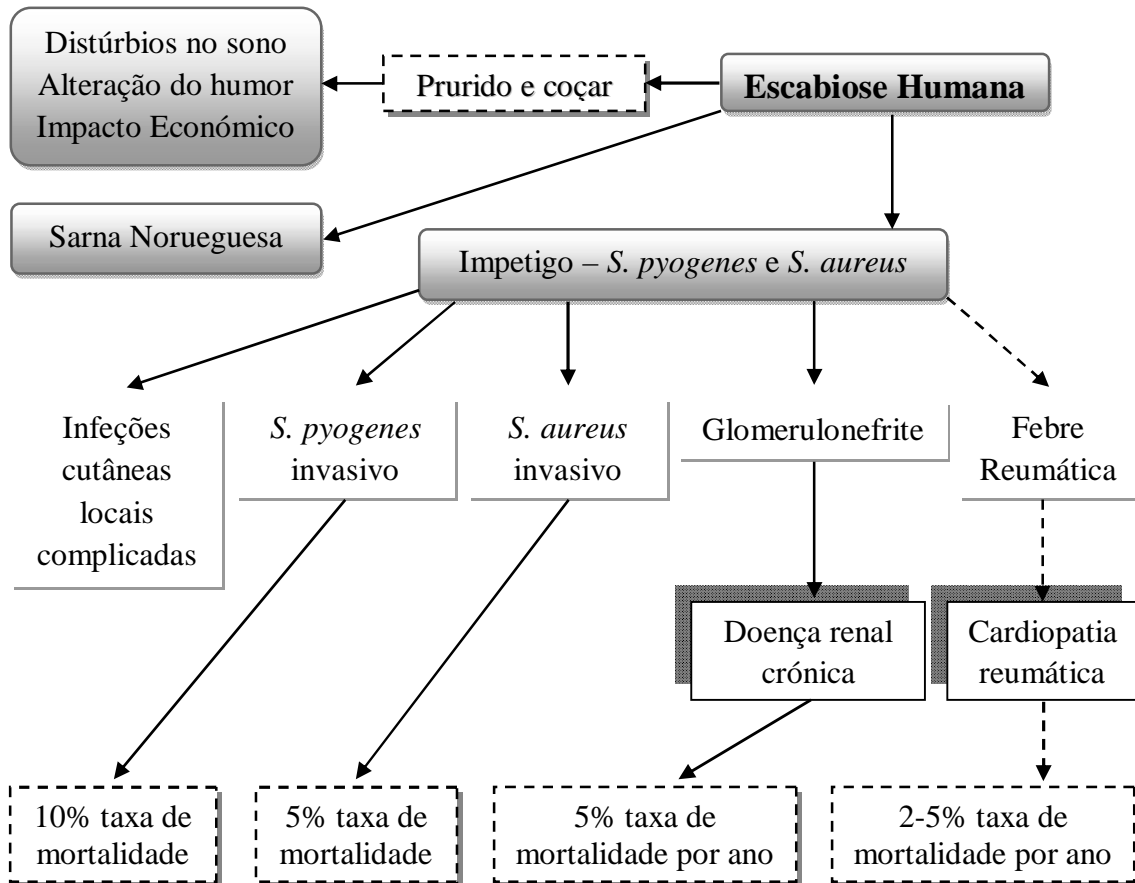 Distúrbios no sono
Alteração do humor
Impacto Económico
Prurido e coçar
Escabiose Humana
Sarna Norueguesa
Impetigo – S. pyogenes e S. aureus
Infeções
cutâneas
locais
complicadas
S. pyogenes
invasivo
S. aureus
invasivo
Glomerulonefrite
Febre
Reumática
Doença renal
crónica
Cardiopatia
reumática
10% taxa de
mortalidade
5% taxa de
mortalidade
5% taxa de
mortalidade por ano
2-5% taxa de
mortalidade por ano